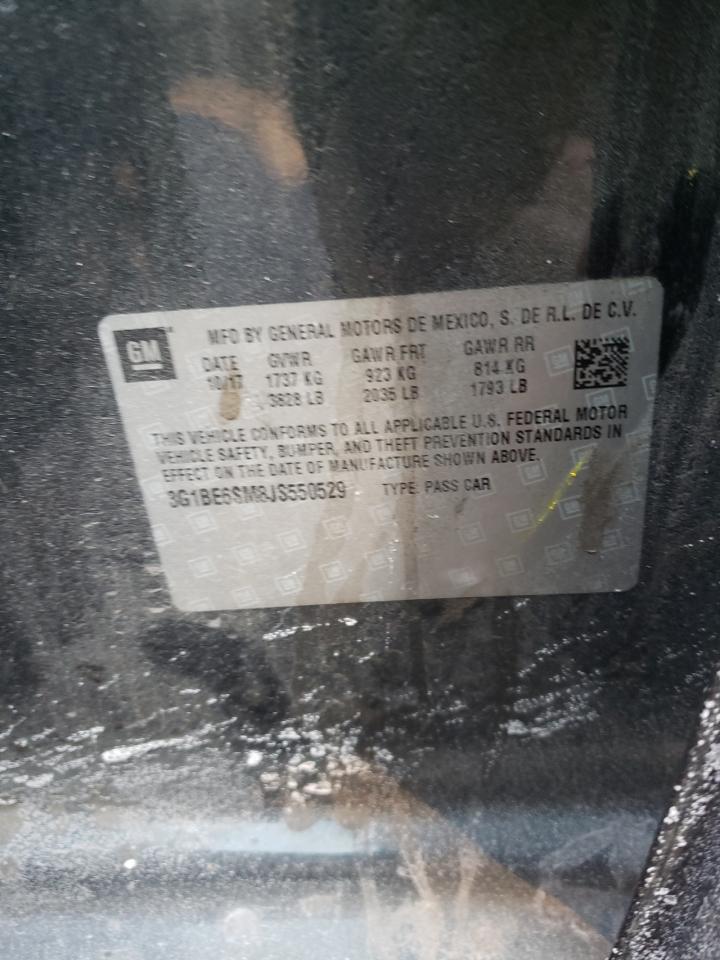 GM
MFD BY GENERAL MOTORS DE MEXICO, S. DE R.L. DE C.V.
DATE GVWR GAWR FRT GAWR RR
10/17 1737 KG 923 KG 814 KG
3828 LB 2035 LB 1793 LB
THIS VEHICLE CONFORMS TO ALL APPLICABLE U.S. FEDERAL MOTOR
VEHICLE SAFETY, BUMPER, AND THEFT PREVENTION STANDARDS IN
EFFECT ON THE DATE OF MANUFACTURE SHOWN ABOVE.
3G1BE6SM8JS550529 TYPE: PASS CAR